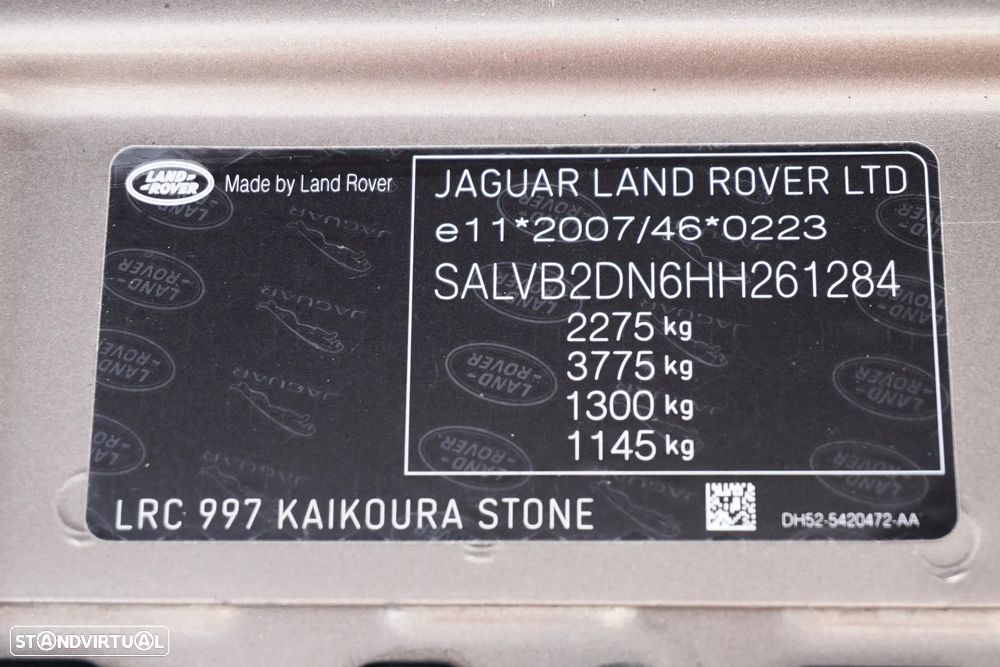 LAND-
-ROVER
Made by Land Rover
JAGUAR LAND ROVER LTD
e11*2007/46*0223
SALVB2DN6HH261284
2275 kg
3775 kg
1300 kg
1145 kg
LRC 997 KAIKOURA STONE
DH52-5420472-AA
STANDVIRTUAL